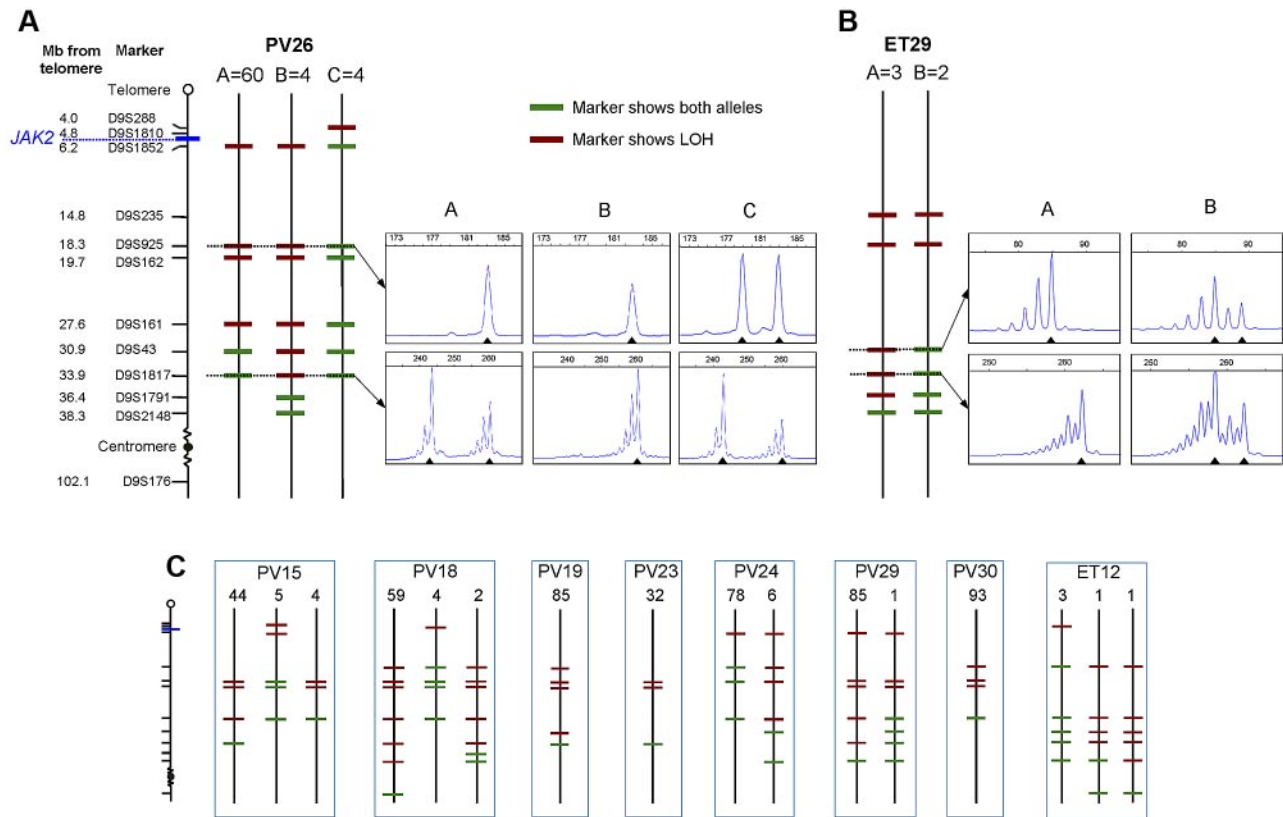 A
Mb from telomere
Marker
PV26
A=60 B=4 C=4
Telomere
4.0 D9S288
4.8 D9S1810
JAK2
6.2 D9S1852
14.8 D9S235
18.3 D9S925
19.7 D9S162
27.6 D9S161
30.9 D9S43
33.9 D9S1817
36.4 D9S1791
38.3 D9S2148
Centromere
102.1 D9S176
Marker shows both alleles
Marker shows LOH
A B C
173 177 181 185
173 177 181 185
173 177 181 185
240 250 260
240 250 260
240 250 260
B
ET29
A=3 B=2
A B
80 90
80 90
250 260
250 260
C
PV15
44 5 4
PV18
59 4 2
PV19
85
PV23
32
PV24
78 6
PV29
85 1
PV30
93
ET12
3 1 1